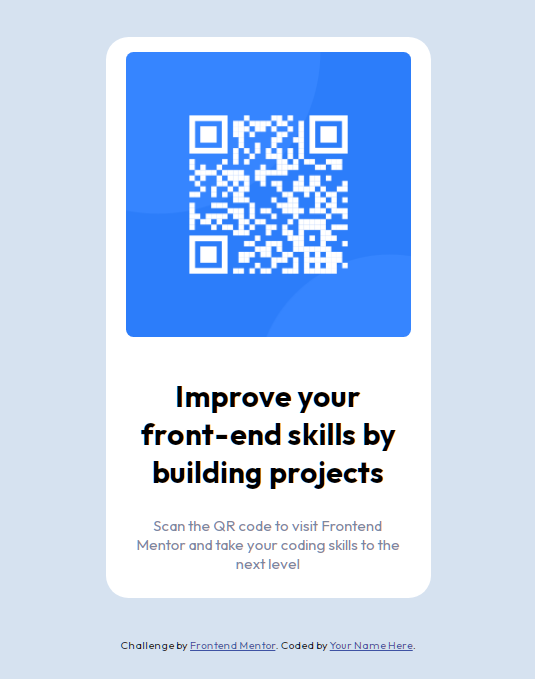 Improve your
front-end skills by
building projects
Scan the QR code to visit Frontend
Mentor and take your coding skills to the
next level
Challenge by Frontend Mentor. Coded by Your Name Here.